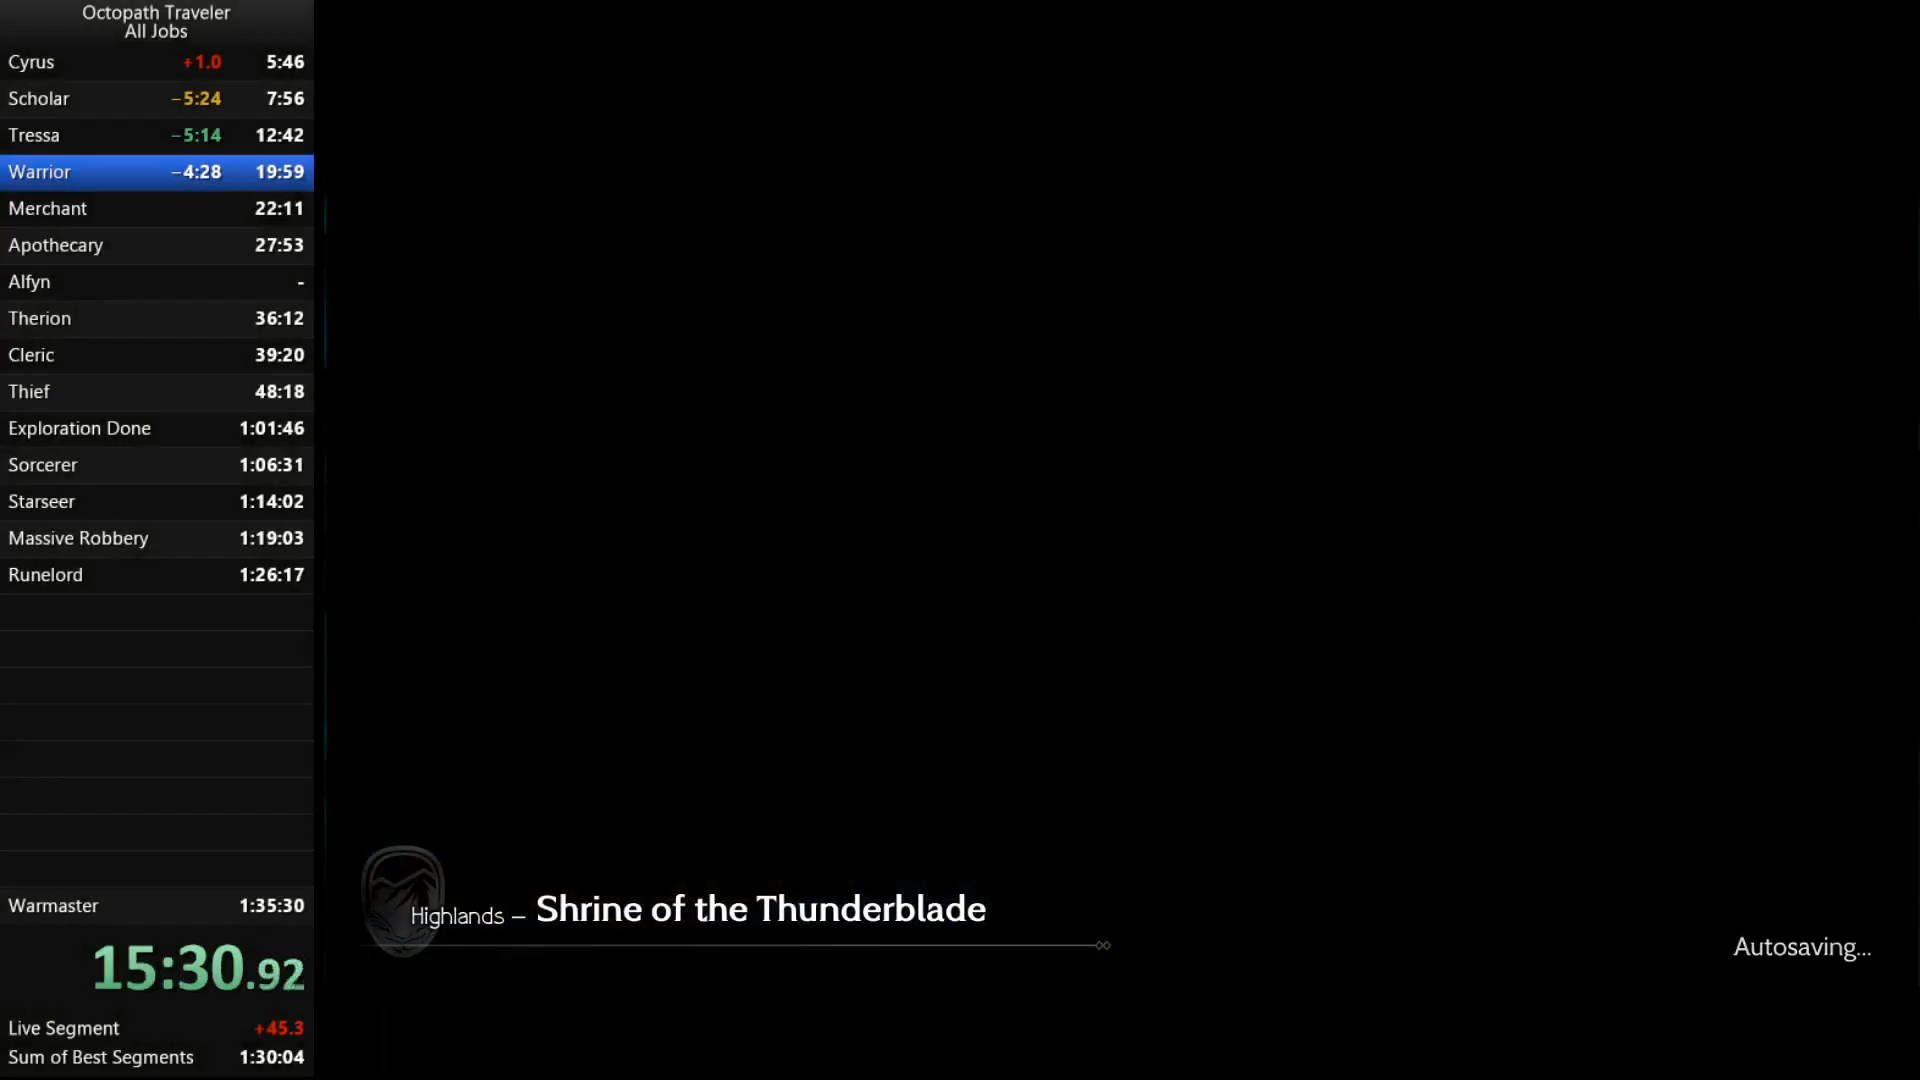 Octopath Traveler
All Jobs
Cyrus +1.0 5:46
Scholar −5:24 7:56
Tressa −5:14 12:42
Warrior −4:28 19:59
Merchant 22:11
Apothecary 27:53
Alfyn -
Therion 36:12
Cleric 39:20
Thief 48:18
Exploration Done 1:01:46
Sorcerer 1:06:31
Starseer 1:14:02
Massive Robbery 1:19:03
Runelord 1:26:17
Warmaster 1:35:30
15:30.92
Live Segment +45.3
Sum of Best Segments 1:30:04
Highlands – Shrine of the Thunderblade
Autosaving...